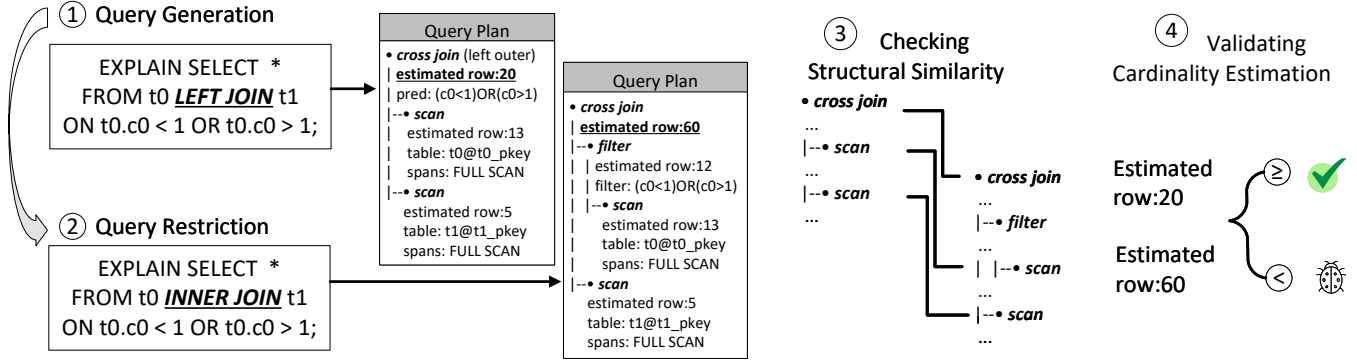 ① Query Generation
EXPLAIN SELECT *
FROM t0 LEFT JOIN t1
ON t0.c0 < 1 OR t0.c0 > 1;
② Query Restriction
EXPLAIN SELECT *
FROM t0 INNER JOIN t1
ON t0.c0 < 1 OR t0.c0 > 1;
Query Plan
• cross join (left outer)
| estimated row:20
| pred: (c0<1)OR(c0>1)
|--• scan
| estimated row:13
| table: t0@t0_pkey
| spans: FULL SCAN
|--• scan
estimated row:5
table: t1@t1_pkey
spans: FULL SCAN
Query Plan
• cross join
| estimated row:60
|--• filter
| | estimated row:12
| | filter: (c0<1)OR(c0>1)
| |--• scan
| estimated row:13
| table: t0@t0_pkey
| spans: FULL SCAN
|--• scan
estimated row:5
table: t1@t1_pkey
spans: FULL SCAN
③ Checking
Structural Similarity
• cross join
...
|--• scan
...
|--• scan
...
• cross join
...
|--• filter
...
| |--• scan
...
|--• scan
...
④ Validating
Cardinality Estimation
Estimated
row:20
≥
Estimated
row:60
<